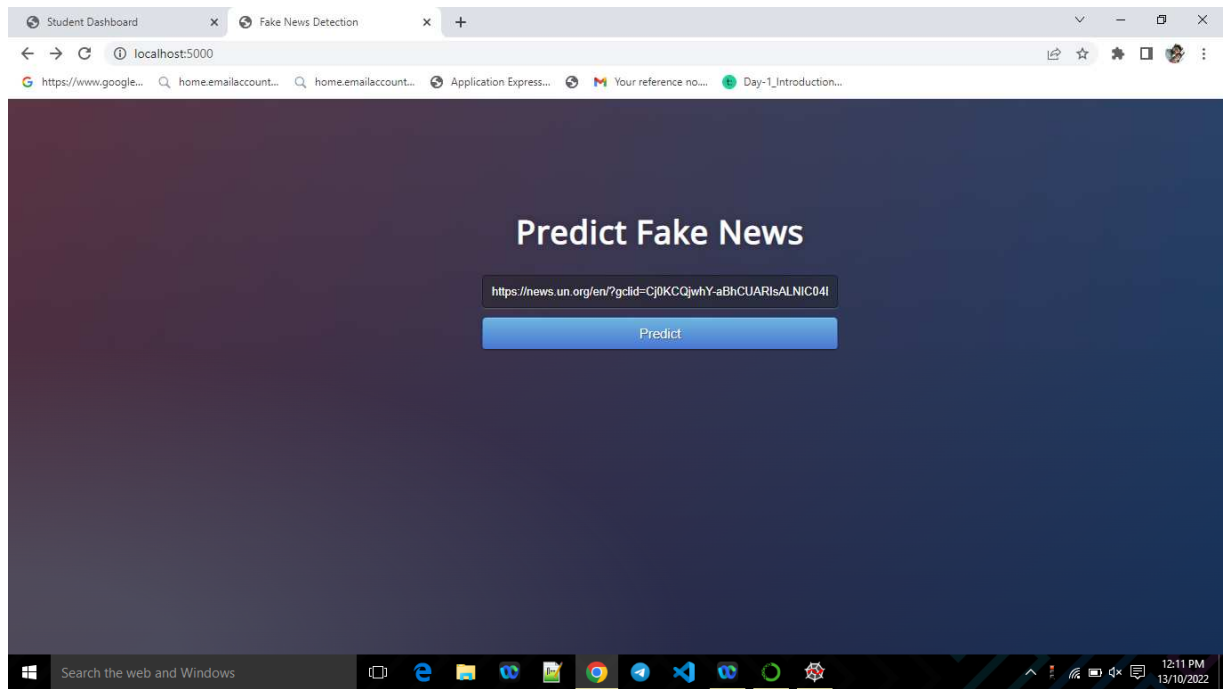 Student Dashboard
Fake News Detection
localhost:5000
https://www.google...
home.emailaccount...
home.emailaccount...
Application Express...
Your reference no....
Day-1_Introduction...
Predict Fake News
https://news.un.org/en/?gclid=Cj0KCQjwhY-aBhCUARIsALNIC04I
Predict
Search the web and Windows
12:11 PM
13/10/2022